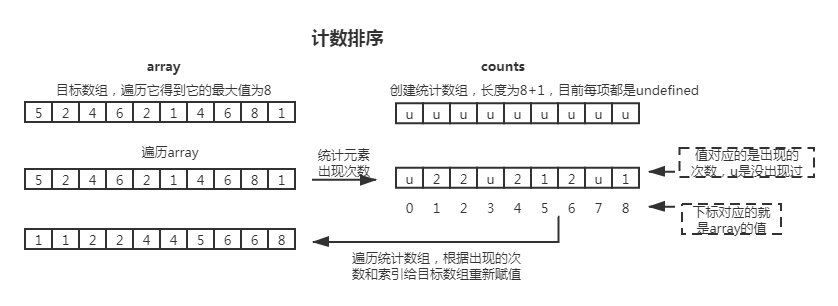 计数排序
array
目标数组，遍历它得到它的最大值为8
5 2 4 6 2 1 4 6 8 1
counts
创建统计数组，长度为8+1，目前每项都是undefined
u u u u u u u u u
遍历array
5 2 4 6 2 1 4 6 8 1
统计元素
出现次数
u 2 2 u 2 1 2 u 1
值对应的是出现的
次数，u是没出现过
0 1 2 3 4 5 6 7 8
下标对应的就
是array的值
1 1 2 2 4 4 5 6 6 8
遍历统计数组，根据出现的次
数和索引给目标数组重新赋值